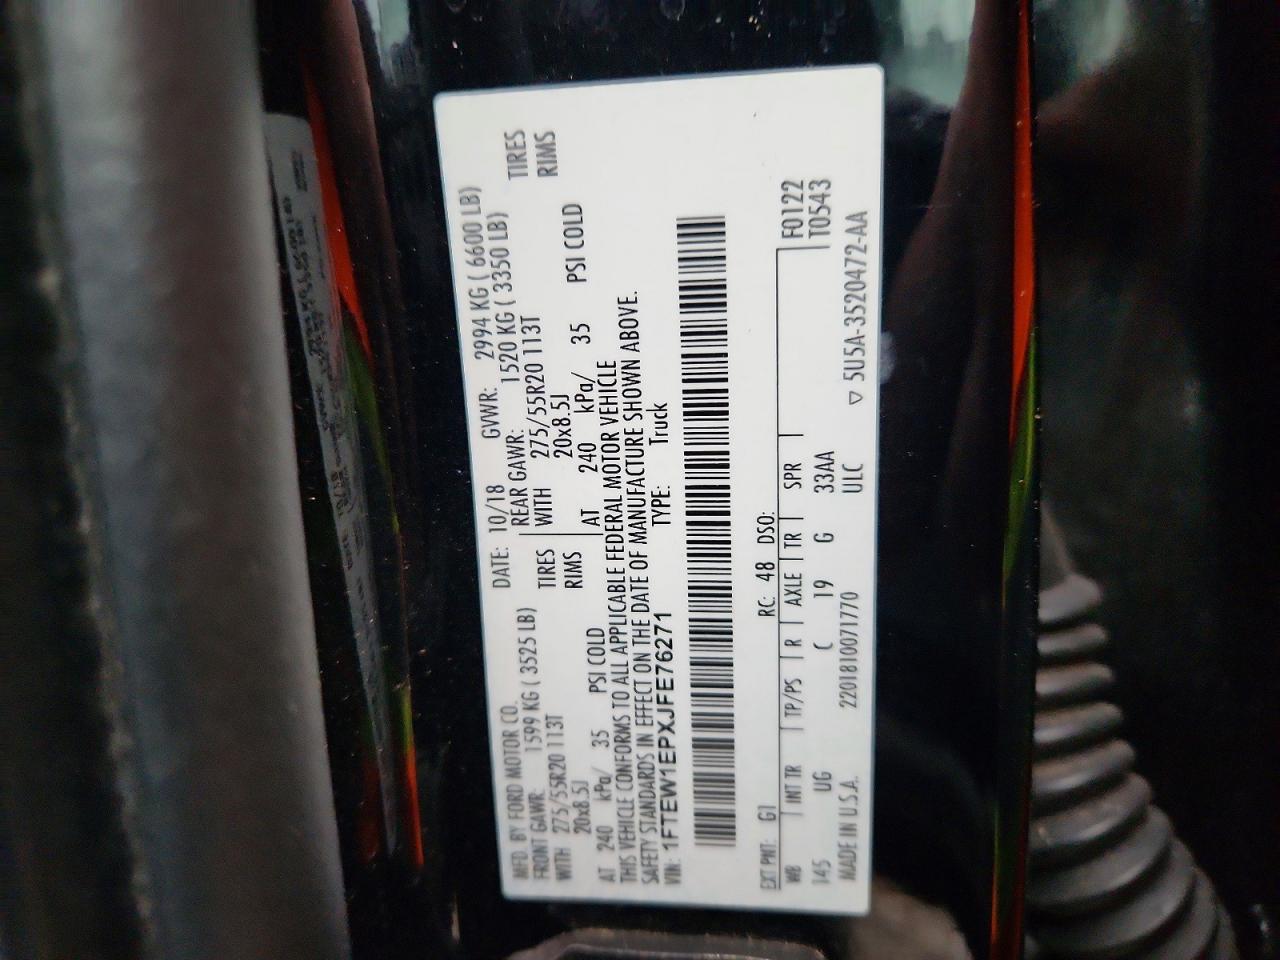 MFD. BY FORD MOTOR CO.
DATE: 10/18 GVWR: 2994 KG ( 6600 LB)
FRONT GAWR: 1599 KG ( 3525 LB)
REAR GAWR: 1520 KG ( 3350 LB)
WITH 275/55R20 113T TIRES
WITH 275/55R20 113T TIRES
20x8.5J RIMS
20x8.5J RIMS
AT 240 kPa/ 35 PSI COLD
AT 240 kPa/ 35 PSI COLD
THIS VEHICLE CONFORMS TO ALL APPLICABLE FEDERAL MOTOR VEHICLE
SAFETY STANDARDS IN EFFECT ON THE DATE OF MANUFACTURE SHOWN ABOVE.
VIN: 1FTEW1EPXJFE76271 TYPE: Truck
EXT PNT: G1 RC: 48 DSO: F0122
WB INT TR TP/PS R AXLE TR SPR T0543
145 UG C 19 G 33AA
MADE IN U.S.A. 2201810071770 ULC ▽ 5U5A-3520472-AA